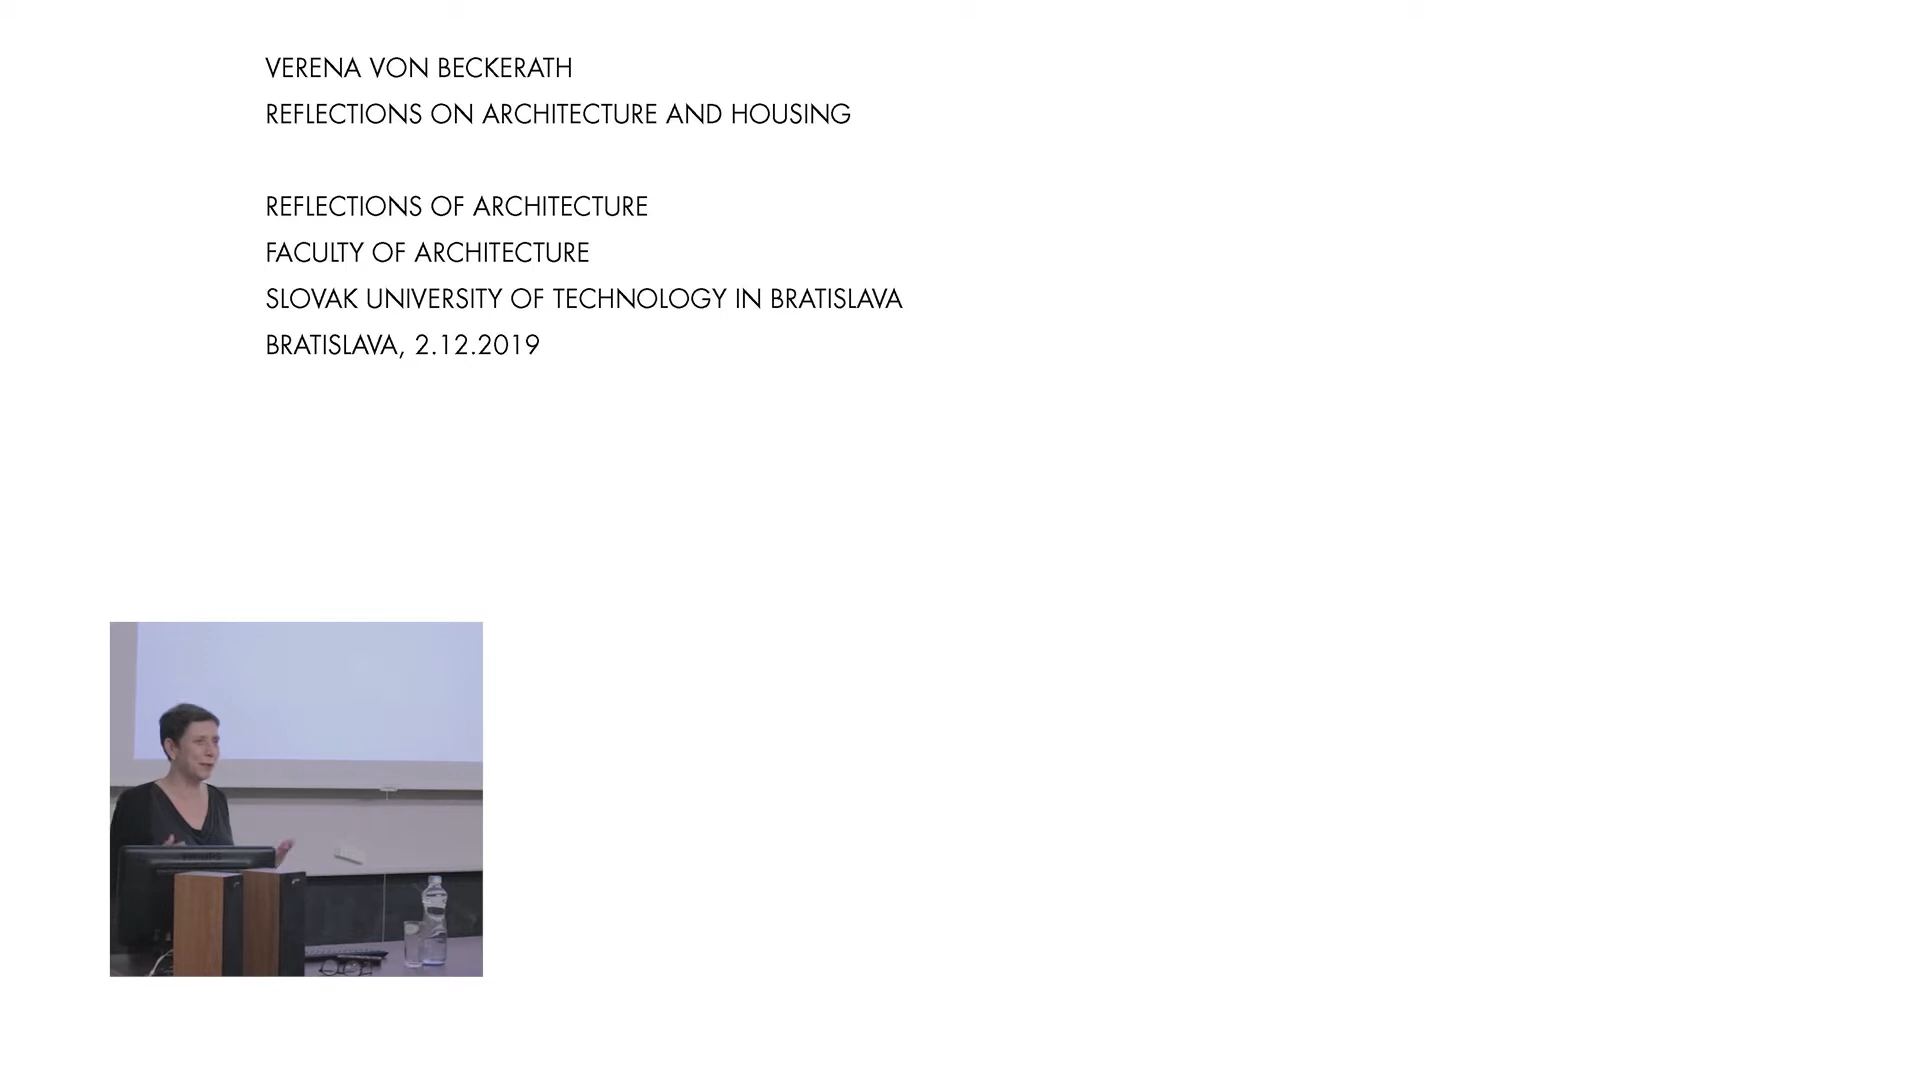 VERENA VON BECKERATH
REFLECTIONS ON ARCHITECTURE AND HOUSING
REFLECTIONS OF ARCHITECTURE
FACULTY OF ARCHITECTURE
SLOVAK UNIVERSITY OF TECHNOLOGY IN BRATISLAVA
BRATISLAVA, 2.12.2019